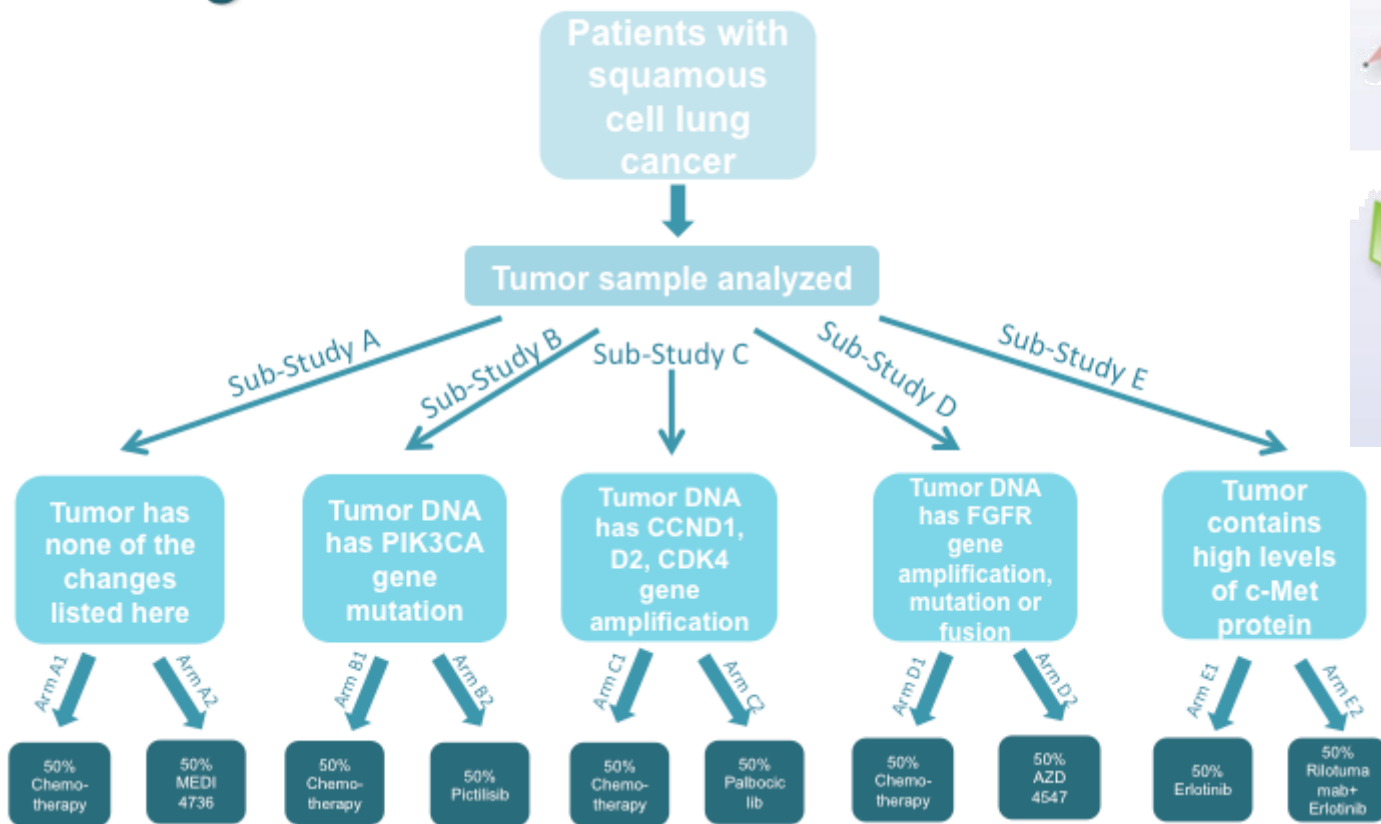 Patients with
squamous
cell lung
cancer
Tumor sample analyzed
Sub-Study A
Sub-Study B
Sub-Study C
Sub-Study D
Sub-Study E
Tumor has
none of the
changes
listed here
Tumor DNA
has PIK3CA
gene
mutation
Tumor DNA
has CCND1,
D2, CDK4
gene
amplification
Tumor DNA
has FGFR
gene
amplification,
mutation or
fusion
Tumor
contains
high levels
of c-Met
protein
Arm A1
Arm A2
Arm B1
Arm B2
Arm C1
Arm C2
Arm D1
Arm D2
Arm E1
Arm E2
50%
Chemo-
therapy
50%
MEDI
4736
50%
Chemo-
therapy
50%
Pictilisib
50%
Chemo-
therapy
50%
Palbocic
lib
50%
Chemo-
therapy
50%
AZD
4547
50%
Erlotinib
50%
Rilotuma
mab+
Erlotinib